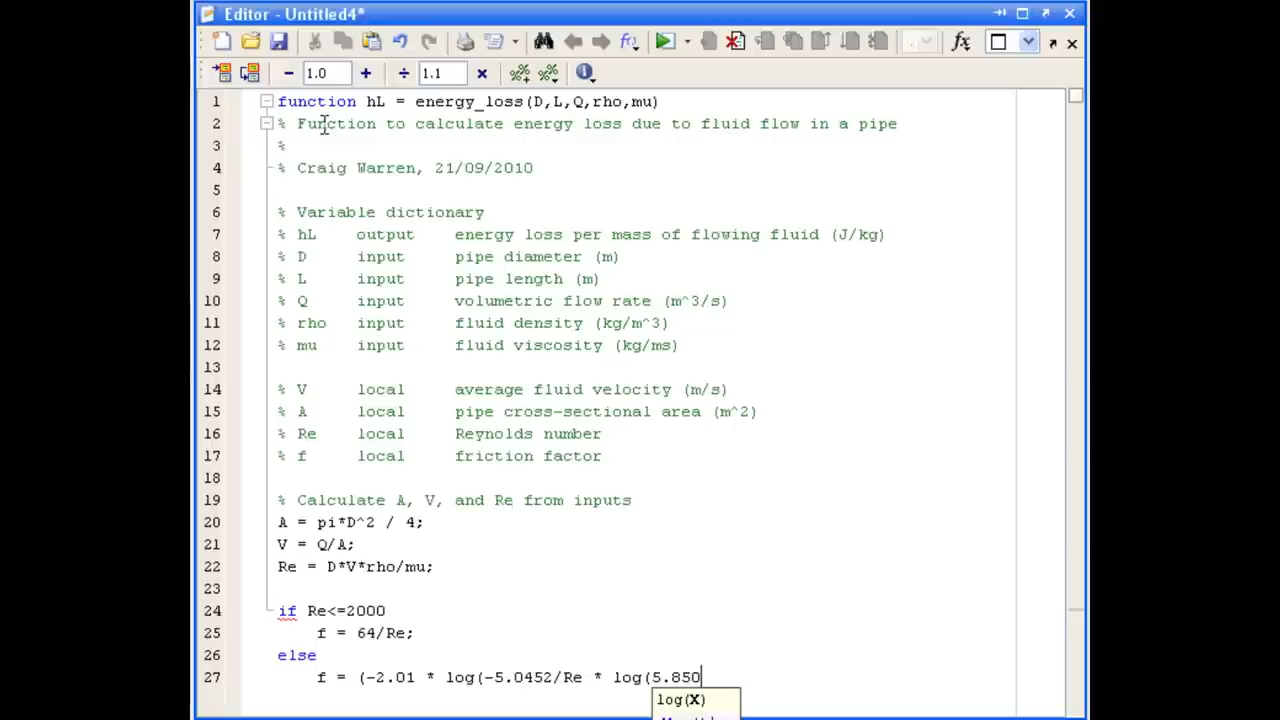 Editor - Untitled4*
1.0
1.1
1 function hL = energy_loss(D,L,Q,rho,mu)
2 % Function to calculate energy loss due to fluid flow in a pipe
3 %
4 % Craig Warren, 21/09/2010
5
6 % Variable dictionary
7 % hL output energy loss per mass of flowing fluid (J/kg)
8 % D input pipe diameter (m)
9 % L input pipe length (m)
10 % Q input volumetric flow rate (m^3/s)
11 % rho input fluid density (kg/m^3)
12 % mu input fluid viscosity (kg/ms)
13
14 % V local average fluid velocity (m/s)
15 % A local pipe cross-sectional area (m^2)
16 % Re local Reynolds number
17 % f local friction factor
18
19 % Calculate A, V, and Re from inputs
20 A = pi*D^2 / 4;
21 V = Q/A;
22 Re = D*V*rho/mu;
23
24 if Re<=2000
25 f = 64/Re;
26 else
27 f = (-2.01 * log(-5.0452/Re * log(5.850
log(X)